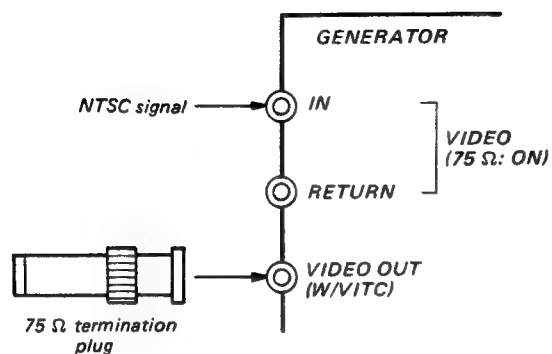 GENERATOR
NTSC signal
IN
VIDEO
(75 Ω: ON)
RETURN
VIDEO OUT
(W/VITC)
75 Ω termination
plug